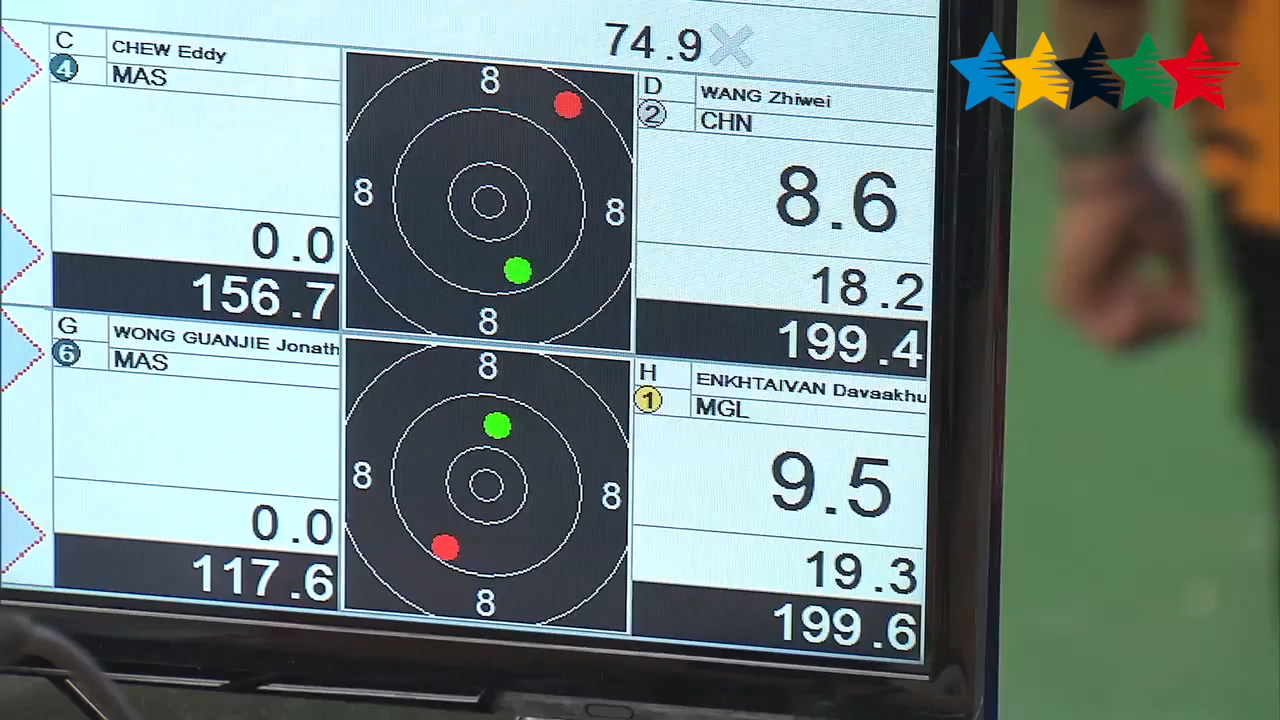 74.9
C
CHEW Eddy
4
MAS
0.0
156.7
8
8
8
8
D
WANG Zhiwei
2
CHN
8.6
18.2
199.4
G
WONG GUANJIE Jonath
6
MAS
0.0
117.6
8
8
8
8
H
ENKHTAIVAN Davaakhu
1
MGL
9.5
19.3
199.6